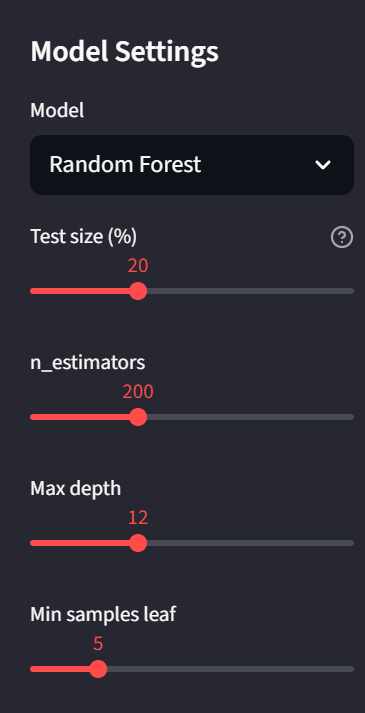 Model Settings
Model
Random Forest
Test size (%)
20
n_estimators
200
Max depth
12
Min samples leaf
5